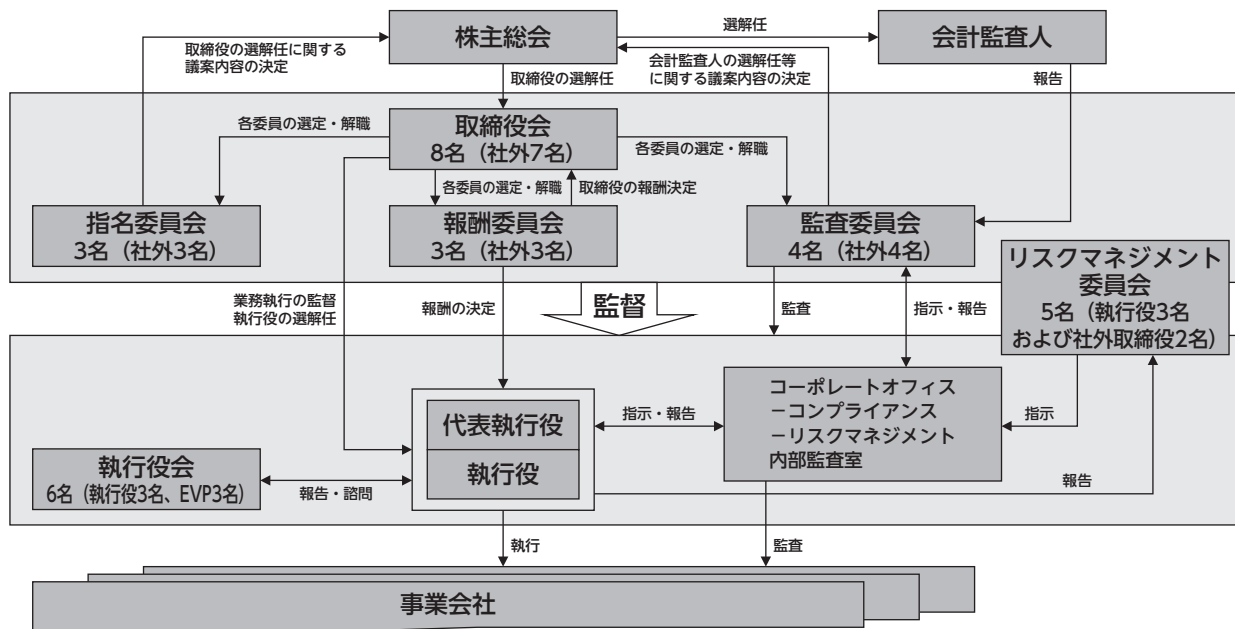 株主総会
選解任
会計監査人
取締役の選解任に関する
議案内容の決定
取締役の選解任
会計監査人の選解任等
に関する議案内容の決定
報告
各委員の選定・解職
取締役会
8名（社外7名）
各委員の選定・解職
各委員の選定・解職
取締役の報酬決定
指名委員会
3名（社外3名）
報酬委員会
3名（社外3名）
監査委員会
4名（社外4名）
リスクマネジメント
委員会
5名（執行役3名
および社外取締役2名）
業務執行の監督
執行役の選解任
報酬の決定
監督
監査
指示・報告
コーポレートオフィス
－コンプライアンス
－リスクマネジメント
内部監査室
代表執行役
執行役
指示・報告
指示
執行役会
6名（執行役3名、EVP3名）
報告・諮問
報告
執行
監査
事業会社